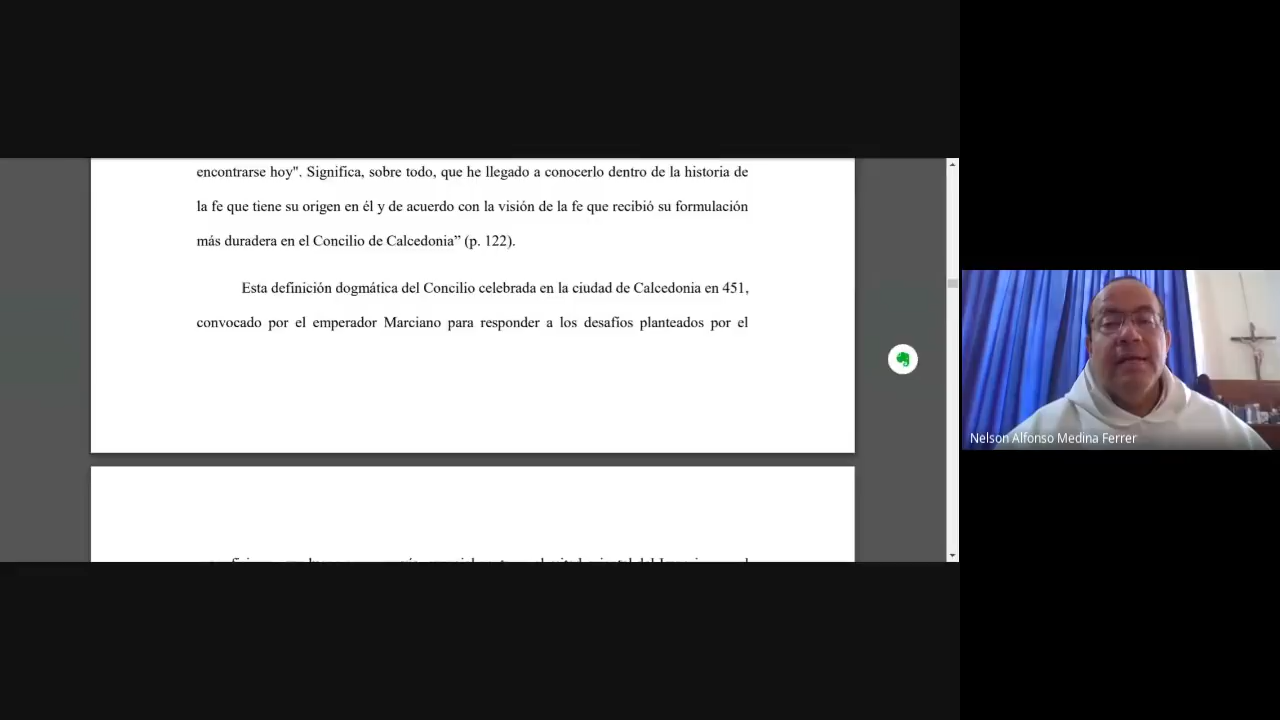 encontrarse hoy". Significa, sobre todo, que he llegado a conocerlo dentro de la historia de
la fe que tiene su origen en él y de acuerdo con la visión de la fe que recibió su formulación
más duradera en el Concilio de Calcedonia” (p. 122).
Esta definición dogmática del Concilio celebrada en la ciudad de Calcedonia en 451,
convocado por el emperador Marciano para responder a los desafíos planteados por el
Nelson Alfonso Medina Ferrer